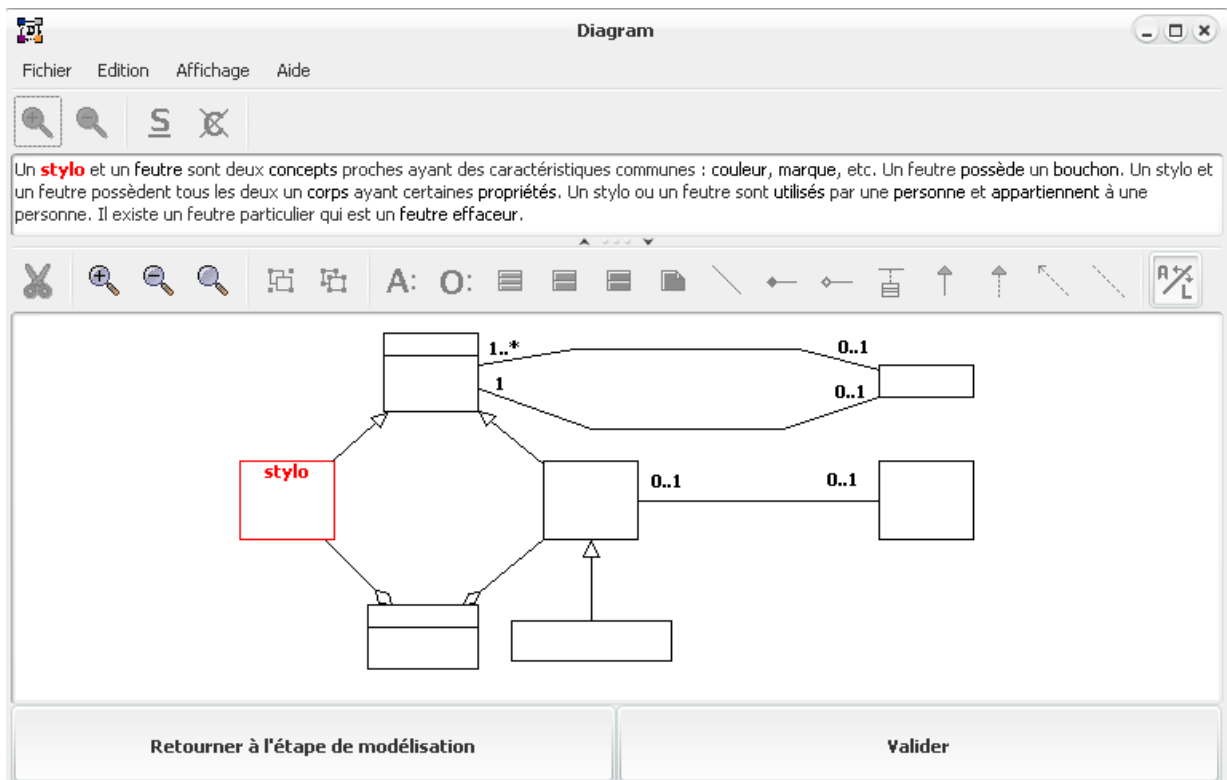 Diagram
Fichier Edition Affichage Aide
S C
Un stylo et un feutre sont deux concepts proches ayant des caractéristiques communes : couleur, marque, etc. Un feutre possède un bouchon. Un stylo et
un feutre possèdent tous les deux un corps ayant certaines propriétés. Un stylo ou un feutre sont utilisés par une personne et appartiennent à une
personne. Il existe un feutre particulier qui est un feutre effaceur.
A: O: A L
1..* 0..1
1 0..1
stylo 0..1 0..1
Retourner à l'étape de modélisation Valider